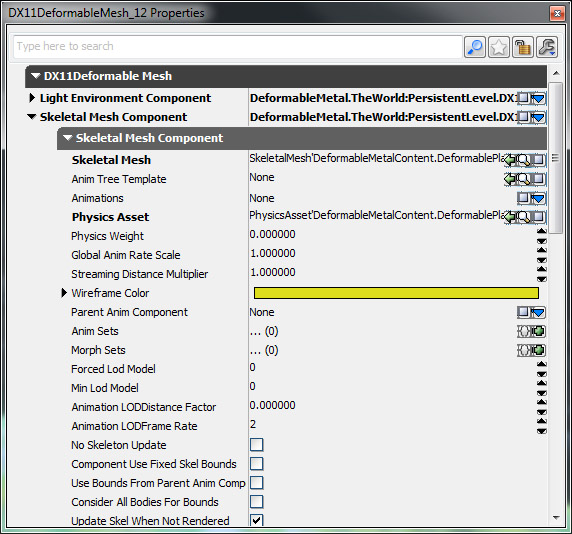 DX11DeformableMesh_12 Properties
Type here to search
DX11Deformable Mesh
Light Environment Component DeformableMetal.TheWorld:PersistentLevel.DX1
Skeletal Mesh Component DeformableMetal.TheWorld:PersistentLevel.DX1
Skeletal Mesh Component
Skeletal Mesh SkeletalMesh'DeformableMetalContent.DeformablePla
Anim Tree Template None
Animations None
Physics Asset PhysicsAsset'DeformableMetalContent.DeformablePla
Physics Weight 0.000000
Global Anim Rate Scale 1.000000
Streaming Distance Multiplier 1.000000
Wireframe Color
Parent Anim Component None
Anim Sets ... (0)
Morph Sets ... (0)
Forced Lod Model 0
Min Lod Model 0
Animation LODDistance Factor 0.000000
Animation LODFrame Rate 2
No Skeleton Update
Component Use Fixed Skel Bounds
Use Bounds From Parent Anim Comp
Consider All Bodies For Bounds
Update Skel When Not Rendered